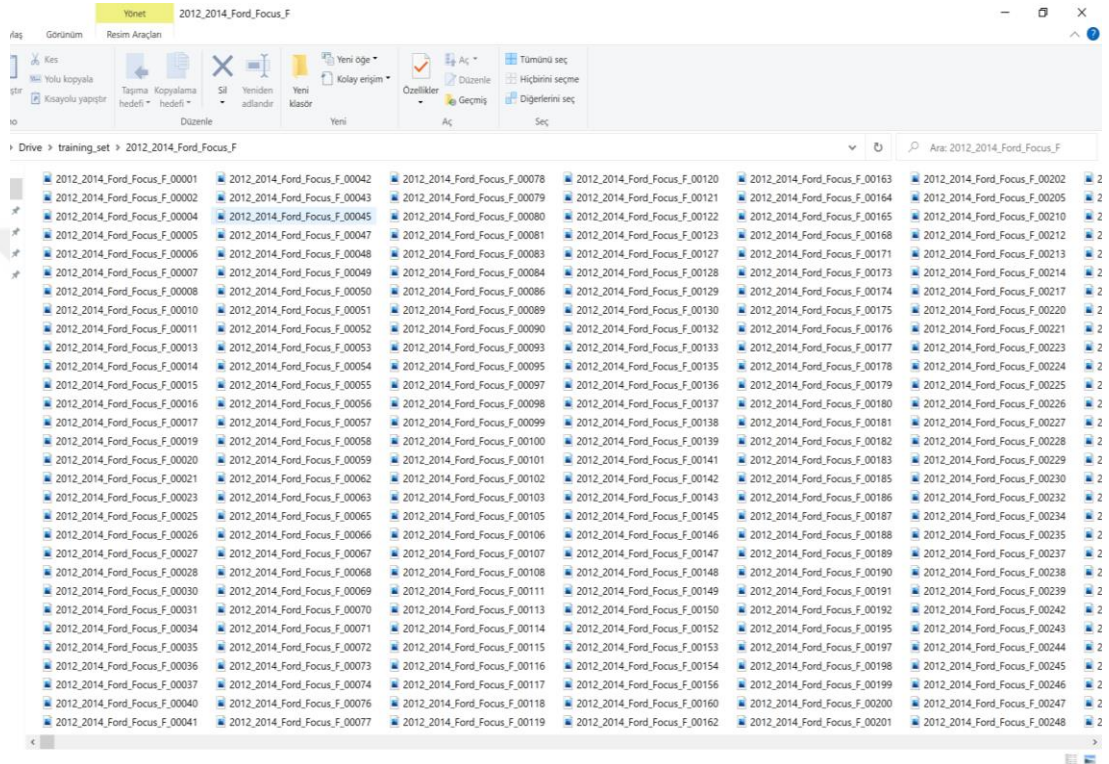 Yönet 2012_2014_Ford_Focus_F
Görünüm Resim Araçları
Kes
Yolu kopyala
Kısayolu yapıştır
Taşıma hedefi
Kopyalama hedefi
Sil
Yeniden adlandır
Yeni klasör
Yeni öğe
Kolay erişim
Özellikler
Aç
Düzenle
Geçmiş
Tümünü seç
Hiçbirini seçme
Diğerlerini seç
Düzenle Yeni Aç Seç
Drive > training_set > 2012_2014_Ford_Focus_F
Ara: 2012_2014_Ford_Focus_F
2012_2014_Ford_Focus_F_00001 2012_2014_Ford_Focus_F_00042 2012_2014_Ford_Focus_F_00078 2012_2014_Ford_Focus_F_00120 2012_2014_Ford_Focus_F_00163 2012_2014_Ford_Focus_F_00202
2012_2014_Ford_Focus_F_00002 2012_2014_Ford_Focus_F_00043 2012_2014_Ford_Focus_F_00079 2012_2014_Ford_Focus_F_00121 2012_2014_Ford_Focus_F_00164 2012_2014_Ford_Focus_F_00205
2012_2014_Ford_Focus_F_00004 2012_2014_Ford_Focus_F_00045 2012_2014_Ford_Focus_F_00080 2012_2014_Ford_Focus_F_00122 2012_2014_Ford_Focus_F_00165 2012_2014_Ford_Focus_F_00210
2012_2014_Ford_Focus_F_00005 2012_2014_Ford_Focus_F_00047 2012_2014_Ford_Focus_F_00081 2012_2014_Ford_Focus_F_00123 2012_2014_Ford_Focus_F_00168 2012_2014_Ford_Focus_F_00212
2012_2014_Ford_Focus_F_00006 2012_2014_Ford_Focus_F_00048 2012_2014_Ford_Focus_F_00083 2012_2014_Ford_Focus_F_00127 2012_2014_Ford_Focus_F_00171 2012_2014_Ford_Focus_F_00213
2012_2014_Ford_Focus_F_00007 2012_2014_Ford_Focus_F_00049 2012_2014_Ford_Focus_F_00084 2012_2014_Ford_Focus_F_00128 2012_2014_Ford_Focus_F_00173 2012_2014_Ford_Focus_F_00214
2012_2014_Ford_Focus_F_00008 2012_2014_Ford_Focus_F_00050 2012_2014_Ford_Focus_F_00086 2012_2014_Ford_Focus_F_00129 2012_2014_Ford_Focus_F_00174 2012_2014_Ford_Focus_F_00217
2012_2014_Ford_Focus_F_00010 2012_2014_Ford_Focus_F_00051 2012_2014_Ford_Focus_F_00089 2012_2014_Ford_Focus_F_00130 2012_2014_Ford_Focus_F_00175 2012_2014_Ford_Focus_F_00220
2012_2014_Ford_Focus_F_00011 2012_2014_Ford_Focus_F_00052 2012_2014_Ford_Focus_F_00090 2012_2014_Ford_Focus_F_00132 2012_2014_Ford_Focus_F_00176 2012_2014_Ford_Focus_F_00221
2012_2014_Ford_Focus_F_00013 2012_2014_Ford_Focus_F_00053 2012_2014_Ford_Focus_F_00093 2012_2014_Ford_Focus_F_00133 2012_2014_Ford_Focus_F_00177 2012_2014_Ford_Focus_F_00223
2012_2014_Ford_Focus_F_00014 2012_2014_Ford_Focus_F_00054 2012_2014_Ford_Focus_F_00095 2012_2014_Ford_Focus_F_00135 2012_2014_Ford_Focus_F_00178 2012_2014_Ford_Focus_F_00224
2012_2014_Ford_Focus_F_00015 2012_2014_Ford_Focus_F_00055 2012_2014_Ford_Focus_F_00097 2012_2014_Ford_Focus_F_00136 2012_2014_Ford_Focus_F_00179 2012_2014_Ford_Focus_F_00225
2012_2014_Ford_Focus_F_00016 2012_2014_Ford_Focus_F_00056 2012_2014_Ford_Focus_F_00098 2012_2014_Ford_Focus_F_00137 2012_2014_Ford_Focus_F_00180 2012_2014_Ford_Focus_F_00226
2012_2014_Ford_Focus_F_00017 2012_2014_Ford_Focus_F_00057 2012_2014_Ford_Focus_F_00099 2012_2014_Ford_Focus_F_00138 2012_2014_Ford_Focus_F_00181 2012_2014_Ford_Focus_F_00227
2012_2014_Ford_Focus_F_00019 2012_2014_Ford_Focus_F_00058 2012_2014_Ford_Focus_F_00100 2012_2014_Ford_Focus_F_00139 2012_2014_Ford_Focus_F_00182 2012_2014_Ford_Focus_F_00228
2012_2014_Ford_Focus_F_00020 2012_2014_Ford_Focus_F_00059 2012_2014_Ford_Focus_F_00101 2012_2014_Ford_Focus_F_00141 2012_2014_Ford_Focus_F_00183 2012_2014_Ford_Focus_F_00229
2012_2014_Ford_Focus_F_00021 2012_2014_Ford_Focus_F_00062 2012_2014_Ford_Focus_F_00102 2012_2014_Ford_Focus_F_00142 2012_2014_Ford_Focus_F_00185 2012_2014_Ford_Focus_F_00230
2012_2014_Ford_Focus_F_00023 2012_2014_Ford_Focus_F_00063 2012_2014_Ford_Focus_F_00103 2012_2014_Ford_Focus_F_00143 2012_2014_Ford_Focus_F_00186 2012_2014_Ford_Focus_F_00232
2012_2014_Ford_Focus_F_00025 2012_2014_Ford_Focus_F_00065 2012_2014_Ford_Focus_F_00105 2012_2014_Ford_Focus_F_00145 2012_2014_Ford_Focus_F_00187 2012_2014_Ford_Focus_F_00234
2012_2014_Ford_Focus_F_00026 2012_2014_Ford_Focus_F_00066 2012_2014_Ford_Focus_F_00106 2012_2014_Ford_Focus_F_00146 2012_2014_Ford_Focus_F_00188 2012_2014_Ford_Focus_F_00235
2012_2014_Ford_Focus_F_00027 2012_2014_Ford_Focus_F_00067 2012_2014_Ford_Focus_F_00107 2012_2014_Ford_Focus_F_00147 2012_2014_Ford_Focus_F_00189 2012_2014_Ford_Focus_F_00237
2012_2014_Ford_Focus_F_00028 2012_2014_Ford_Focus_F_00068 2012_2014_Ford_Focus_F_00108 2012_2014_Ford_Focus_F_00148 2012_2014_Ford_Focus_F_00190 2012_2014_Ford_Focus_F_00238
2012_2014_Ford_Focus_F_00030 2012_2014_Ford_Focus_F_00069 2012_2014_Ford_Focus_F_00111 2012_2014_Ford_Focus_F_00149 2012_2014_Ford_Focus_F_00191 2012_2014_Ford_Focus_F_00239
2012_2014_Ford_Focus_F_00031 2012_2014_Ford_Focus_F_00070 2012_2014_Ford_Focus_F_00113 2012_2014_Ford_Focus_F_00150 2012_2014_Ford_Focus_F_00192 2012_2014_Ford_Focus_F_00242
2012_2014_Ford_Focus_F_00034 2012_2014_Ford_Focus_F_00071 2012_2014_Ford_Focus_F_00114 2012_2014_Ford_Focus_F_00152 2012_2014_Ford_Focus_F_00195 2012_2014_Ford_Focus_F_00243
2012_2014_Ford_Focus_F_00035 2012_2014_Ford_Focus_F_00072 2012_2014_Ford_Focus_F_00115 2012_2014_Ford_Focus_F_00153 2012_2014_Ford_Focus_F_00197 2012_2014_Ford_Focus_F_00244
2012_2014_Ford_Focus_F_00036 2012_2014_Ford_Focus_F_00073 2012_2014_Ford_Focus_F_00116 2012_2014_Ford_Focus_F_00154 2012_2014_Ford_Focus_F_00198 2012_2014_Ford_Focus_F_00245
2012_2014_Ford_Focus_F_00037 2012_2014_Ford_Focus_F_00074 2012_2014_Ford_Focus_F_00117 2012_2014_Ford_Focus_F_00156 2012_2014_Ford_Focus_F_00199 2012_2014_Ford_Focus_F_00246
2012_2014_Ford_Focus_F_00040 2012_2014_Ford_Focus_F_00076 2012_2014_Ford_Focus_F_00118 2012_2014_Ford_Focus_F_00160 2012_2014_Ford_Focus_F_00200 2012_2014_Ford_Focus_F_00247
2012_2014_Ford_Focus_F_00041 2012_2014_Ford_Focus_F_00077 2012_2014_Ford_Focus_F_00119 2012_2014_Ford_Focus_F_00162 2012_2014_Ford_Focus_F_00201 2012_2014_Ford_Focus_F_00248